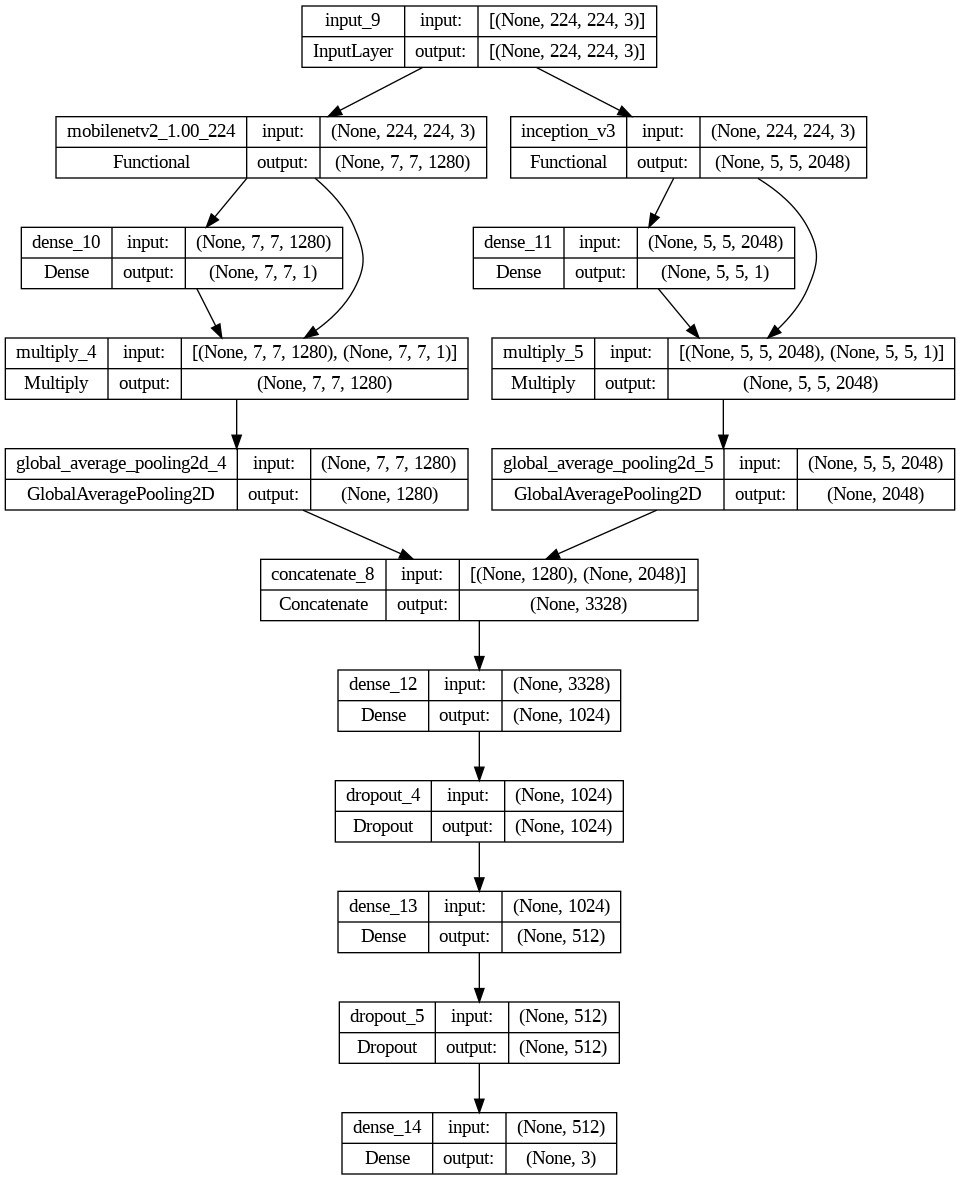 input_9 input: [(None, 224, 224, 3)]
InputLayer output: [(None, 224, 224, 3)]
mobilenetv2_1.00_224 input: (None, 224, 224, 3)
Functional output: (None, 7, 7, 1280)
inception_v3 input: (None, 224, 224, 3)
Functional output: (None, 5, 5, 2048)
dense_10 input: (None, 7, 7, 1280)
Dense output: (None, 7, 7, 1)
dense_11 input: (None, 5, 5, 2048)
Dense output: (None, 5, 5, 1)
multiply_4 input: [(None, 7, 7, 1280), (None, 7, 7, 1)]
Multiply output: (None, 7, 7, 1280)
multiply_5 input: [(None, 5, 5, 2048), (None, 5, 5, 1)]
Multiply output: (None, 5, 5, 2048)
global_average_pooling2d_4 input: (None, 7, 7, 1280)
GlobalAveragePooling2D output: (None, 1280)
global_average_pooling2d_5 input: (None, 5, 5, 2048)
GlobalAveragePooling2D output: (None, 2048)
concatenate_8 input: [(None, 1280), (None, 2048)]
Concatenate output: (None, 3328)
dense_12 input: (None, 3328)
Dense output: (None, 1024)
dropout_4 input: (None, 1024)
Dropout output: (None, 1024)
dense_13 input: (None, 1024)
Dense output: (None, 512)
dropout_5 input: (None, 512)
Dropout output: (None, 512)
dense_14 input: (None, 512)
Dense output: (None, 3)